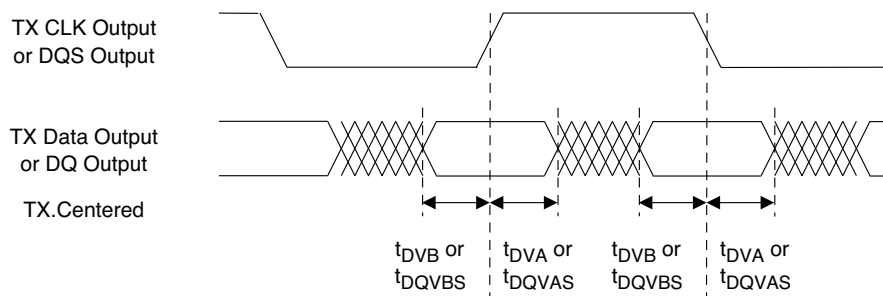 TX CLK Output
or DQS Output
TX Data Output
or DQ Output
TX.Centered
tDVB or
tDQVBS
tDVA or
tDQVAS
tDVB or
tDQVBS
tDVA or
tDQVAS